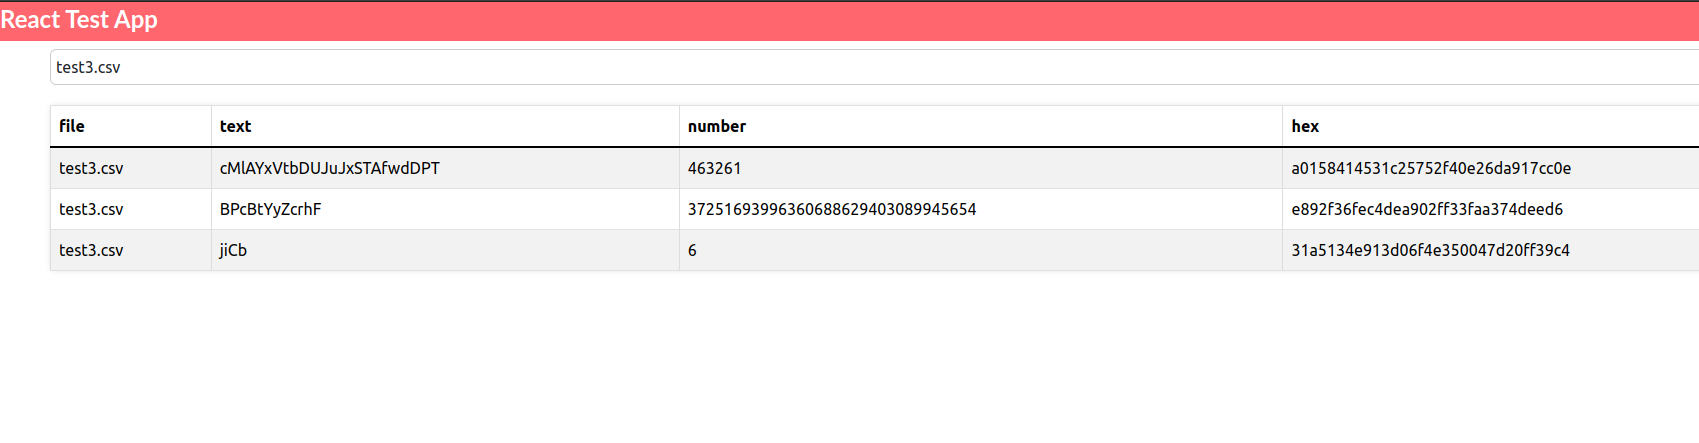 React Test App
test3.csv
file text number hex
test3.csv cMlAYxVtbDUJuJxSTAfwdDPT 463261 a0158414531c25752f40e26da917cc0e
test3.csv BPcBtYyZcrhF 37251693996360688629403089945654 e892f36fec4dea902ff33faa374deed6
test3.csv jiCb 6 31a5134e913d06f4e350047d20ff39c4